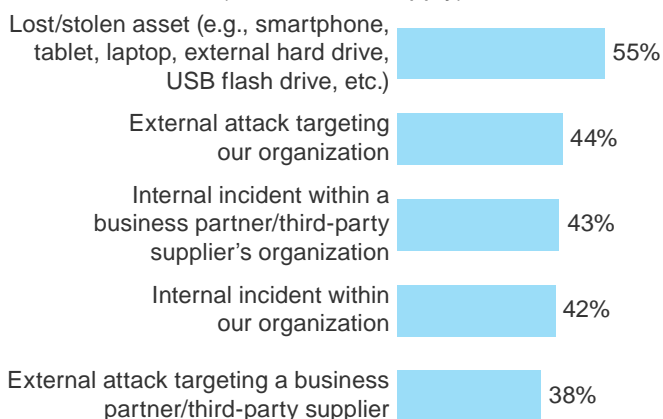 Lost/stolen asset (e.g., smartphone,
tablet, laptop, external hard drive,
USB flash drive, etc.)
55%
External attack targeting
our organization
44%
Internal incident within a
business partner/third-party
supplier’s organization
43%
Internal incident within
our organization
42%
External attack targeting a business
partner/third-party supplier
38%